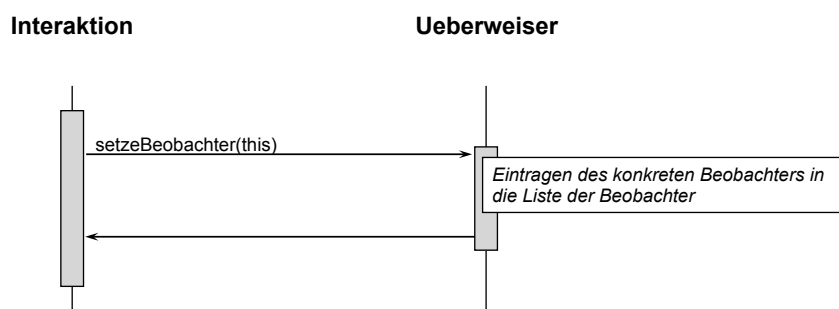 Interaktion
Ueberweiser
setzeBeobachter(this)
Eintragen des konkreten Beobachters in
die Liste der Beobachter